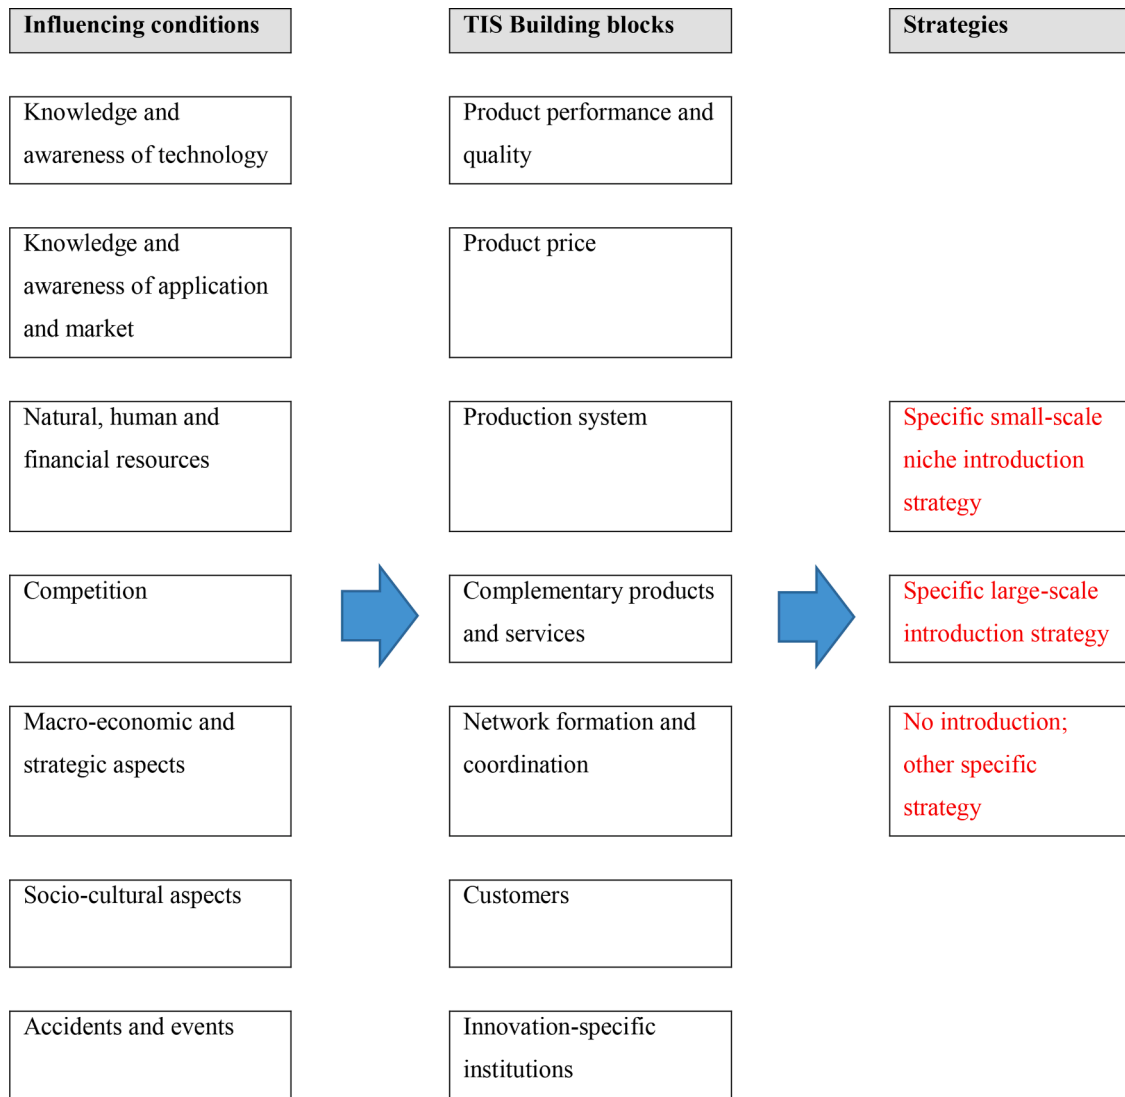 Influencing conditions
TIS Building blocks
Strategies
Knowledge and
awareness of technology
Product performance and
quality
Knowledge and
awareness of application
and market
Product price
Natural, human and
financial resources
Production system
Specific small-scale
niche introduction
strategy
Competition
Complementary products
and services
Specific large-scale
introduction strategy
Macro-economic and
strategic aspects
Network formation and
coordination
No introduction;
other specific
strategy
Socio-cultural aspects
Customers
Accidents and events
Innovation-specific
institutions